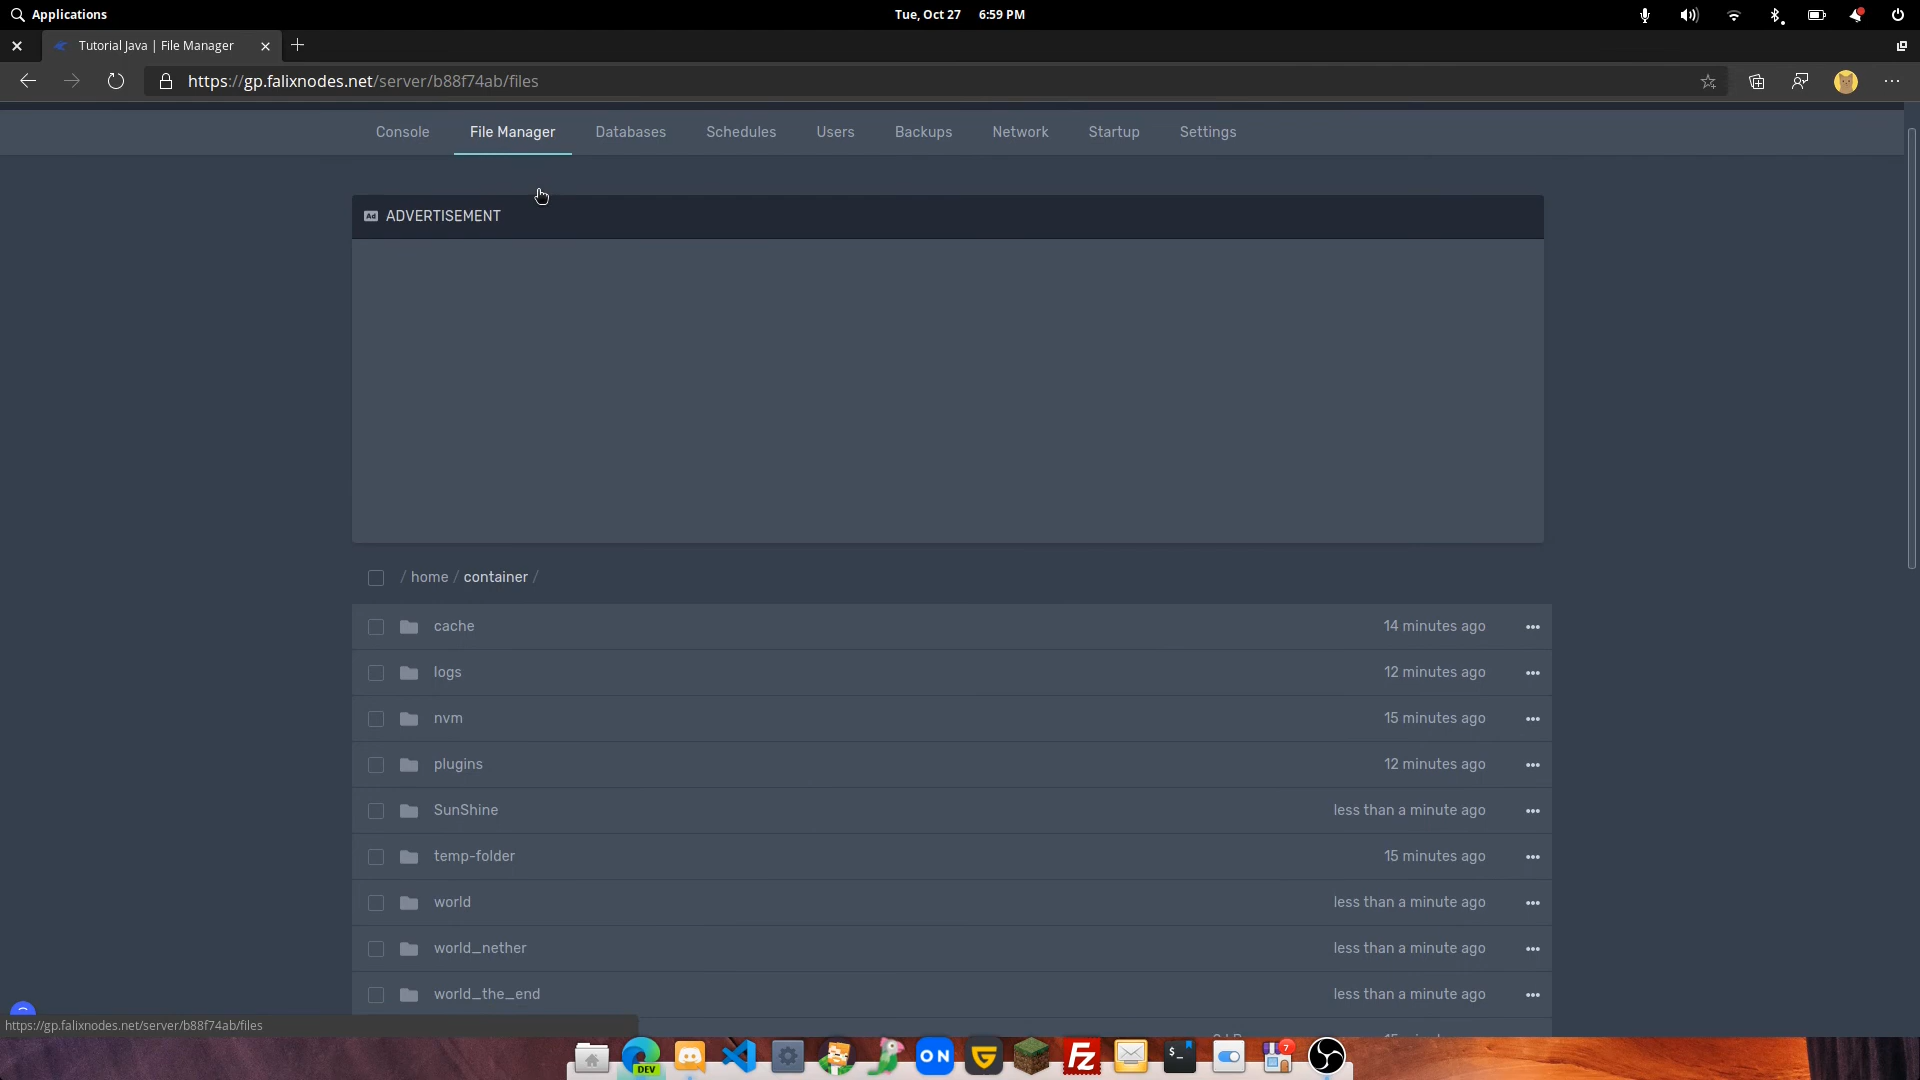 Applications
Tue, Oct 27 6:59 PM
Tutorial Java | File Manager
https://gp.falixnodes.net/server/b88f74ab/files
Console File Manager Databases Schedules Users Backups Network Startup Settings
Ad ADVERTISEMENT
/ home / container /
cache 14 minutes ago
logs 12 minutes ago
nvm 15 minutes ago
plugins 12 minutes ago
SunShine less than a minute ago
temp-folder 15 minutes ago
world less than a minute ago
world_nether less than a minute ago
world_the_end less than a minute ago
https://gp.falixnodes.net/server/b88f74ab/files
DEV
ON
7